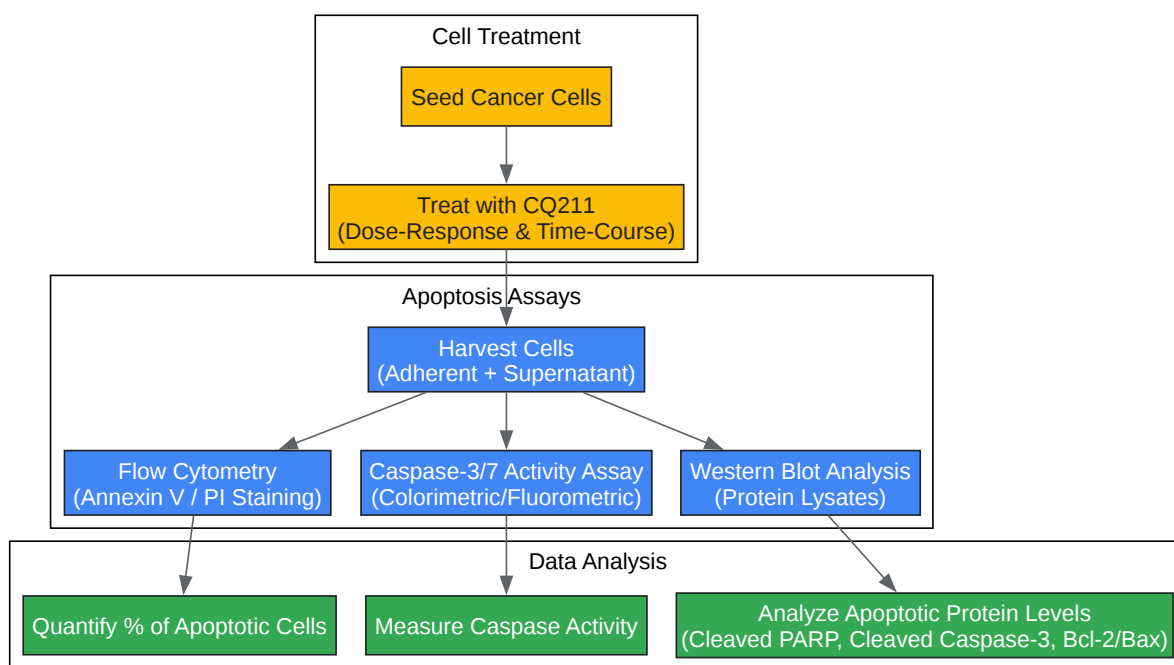 Cell Treatment
Seed Cancer Cells
Treat with CQ211
(Dose-Response & Time-Course)
Apoptosis Assays
Harvest Cells
(Adherent + Supernatant)
Flow Cytometry
(Annexin V / PI Staining)
Caspase-3/7 Activity Assay
(Colorimetric/Fluorometric)
Western Blot Analysis
(Protein Lysates)
Data Analysis
Quantify % of Apoptotic Cells
Measure Caspase Activity
Analyze Apoptotic Protein Levels
(Cleaved PARP, Cleaved Caspase-3, Bcl-2/Bax)